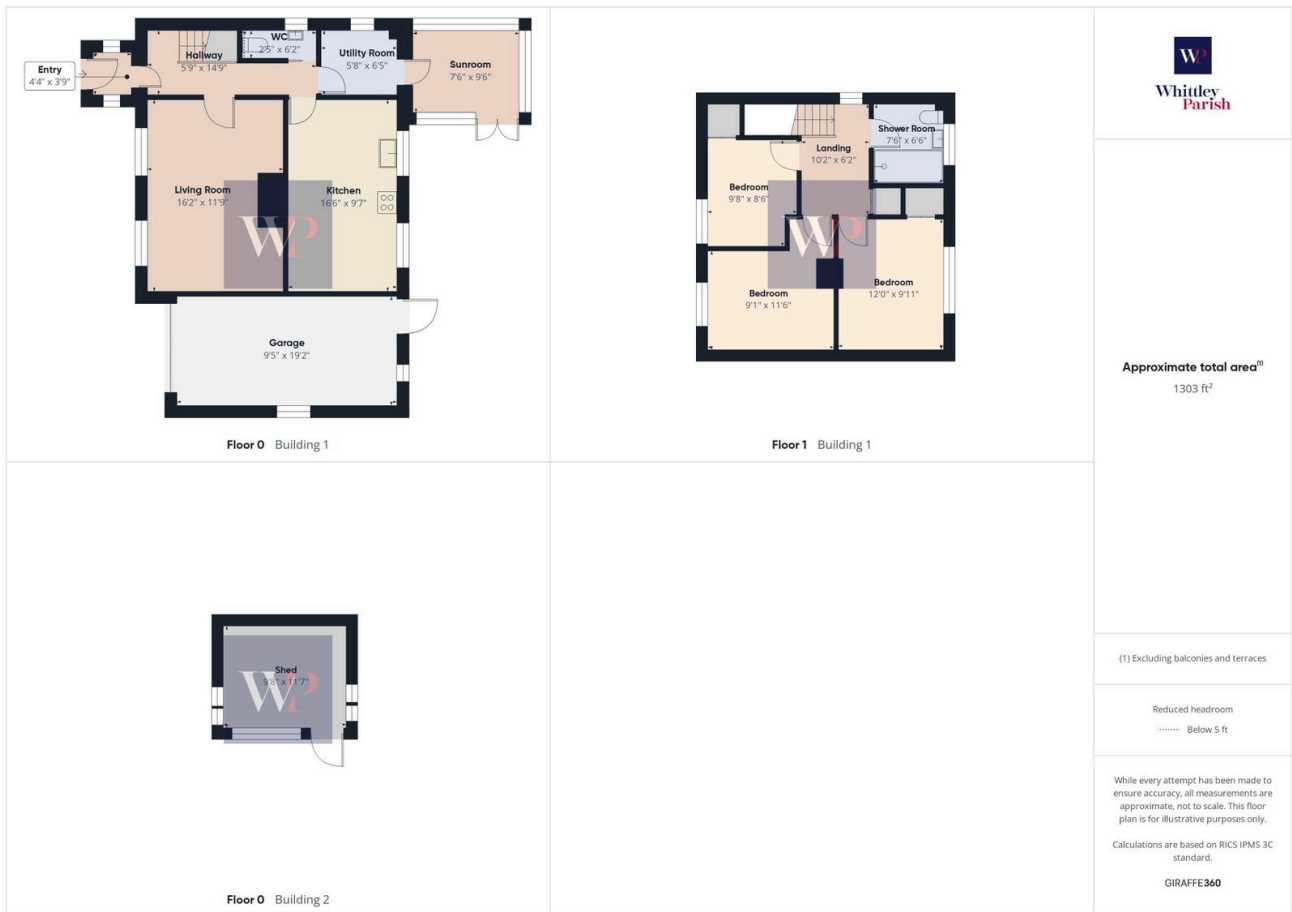 Entry
4'4" x 3'9"
Hallway
5'9" x 14'9"
WC
2'5" x 6'2"
Utility Room
5'8" x 6'5"
Sunroom
7'6" x 9'6"
Living Room
16'2" x 11'9"
Kitchen
16'6" x 9'7"
WP
Garage
9'5" x 19'2"
Floor 0 Building 1
Landing
10'2" x 6'2"
Shower Room
7'6" x 6'6"
Bedroom
9'8" x 8'6"
WP
Bedroom
9'1" x 11'6"
Bedroom
12'0" x 9'11"
Floor 1 Building 1
Shed
9'8" x 11'7"
WP
Floor 0 Building 2
WP
Whittley
Parish
Approximate total area(1)
1303 ft²
(1) Excluding balconies and terraces
Reduced headroom
Below 5 ft
While every attempt has been made to
ensure accuracy, all measurements are
approximate, not to scale. This floor
plan is for illustrative purposes only.
Calculations are based on RICS IPMS 3C
standard.
GIRAFFE360